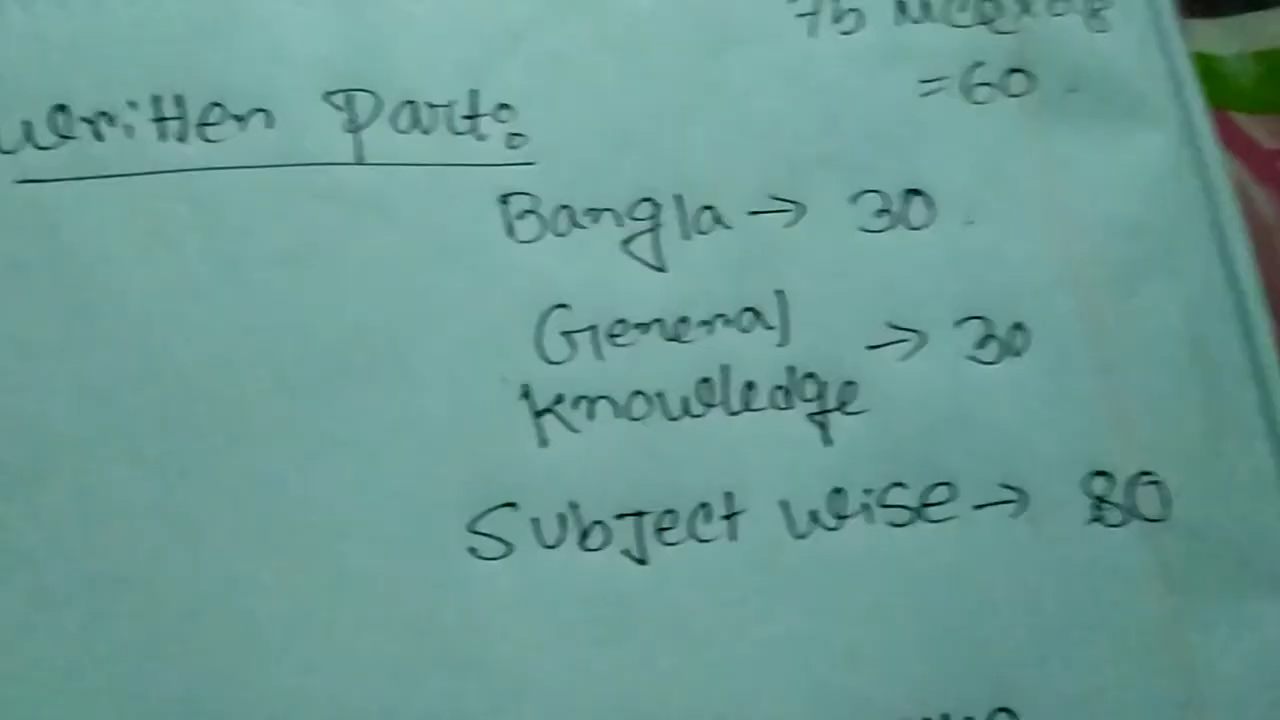 = 60
written Part:
Bangla → 30
General
Knowledge → 30
Subject wise → 80